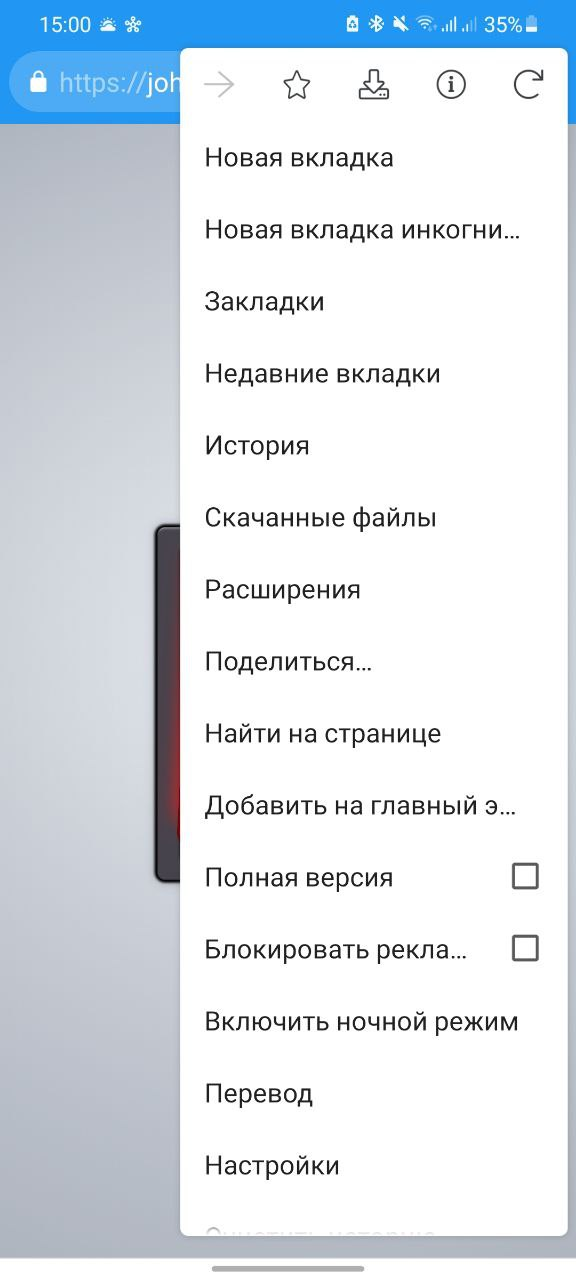 15:00
35%
https://joh
Новая вкладка
Новая вкладка инкогни...
Закладки
Недавние вкладки
История
Скачанные файлы
Расширения
Поделиться...
Найти на странице
Добавить на главный э...
Полная версия
Блокировать рекла...
Включить ночной режим
Перевод
Настройки